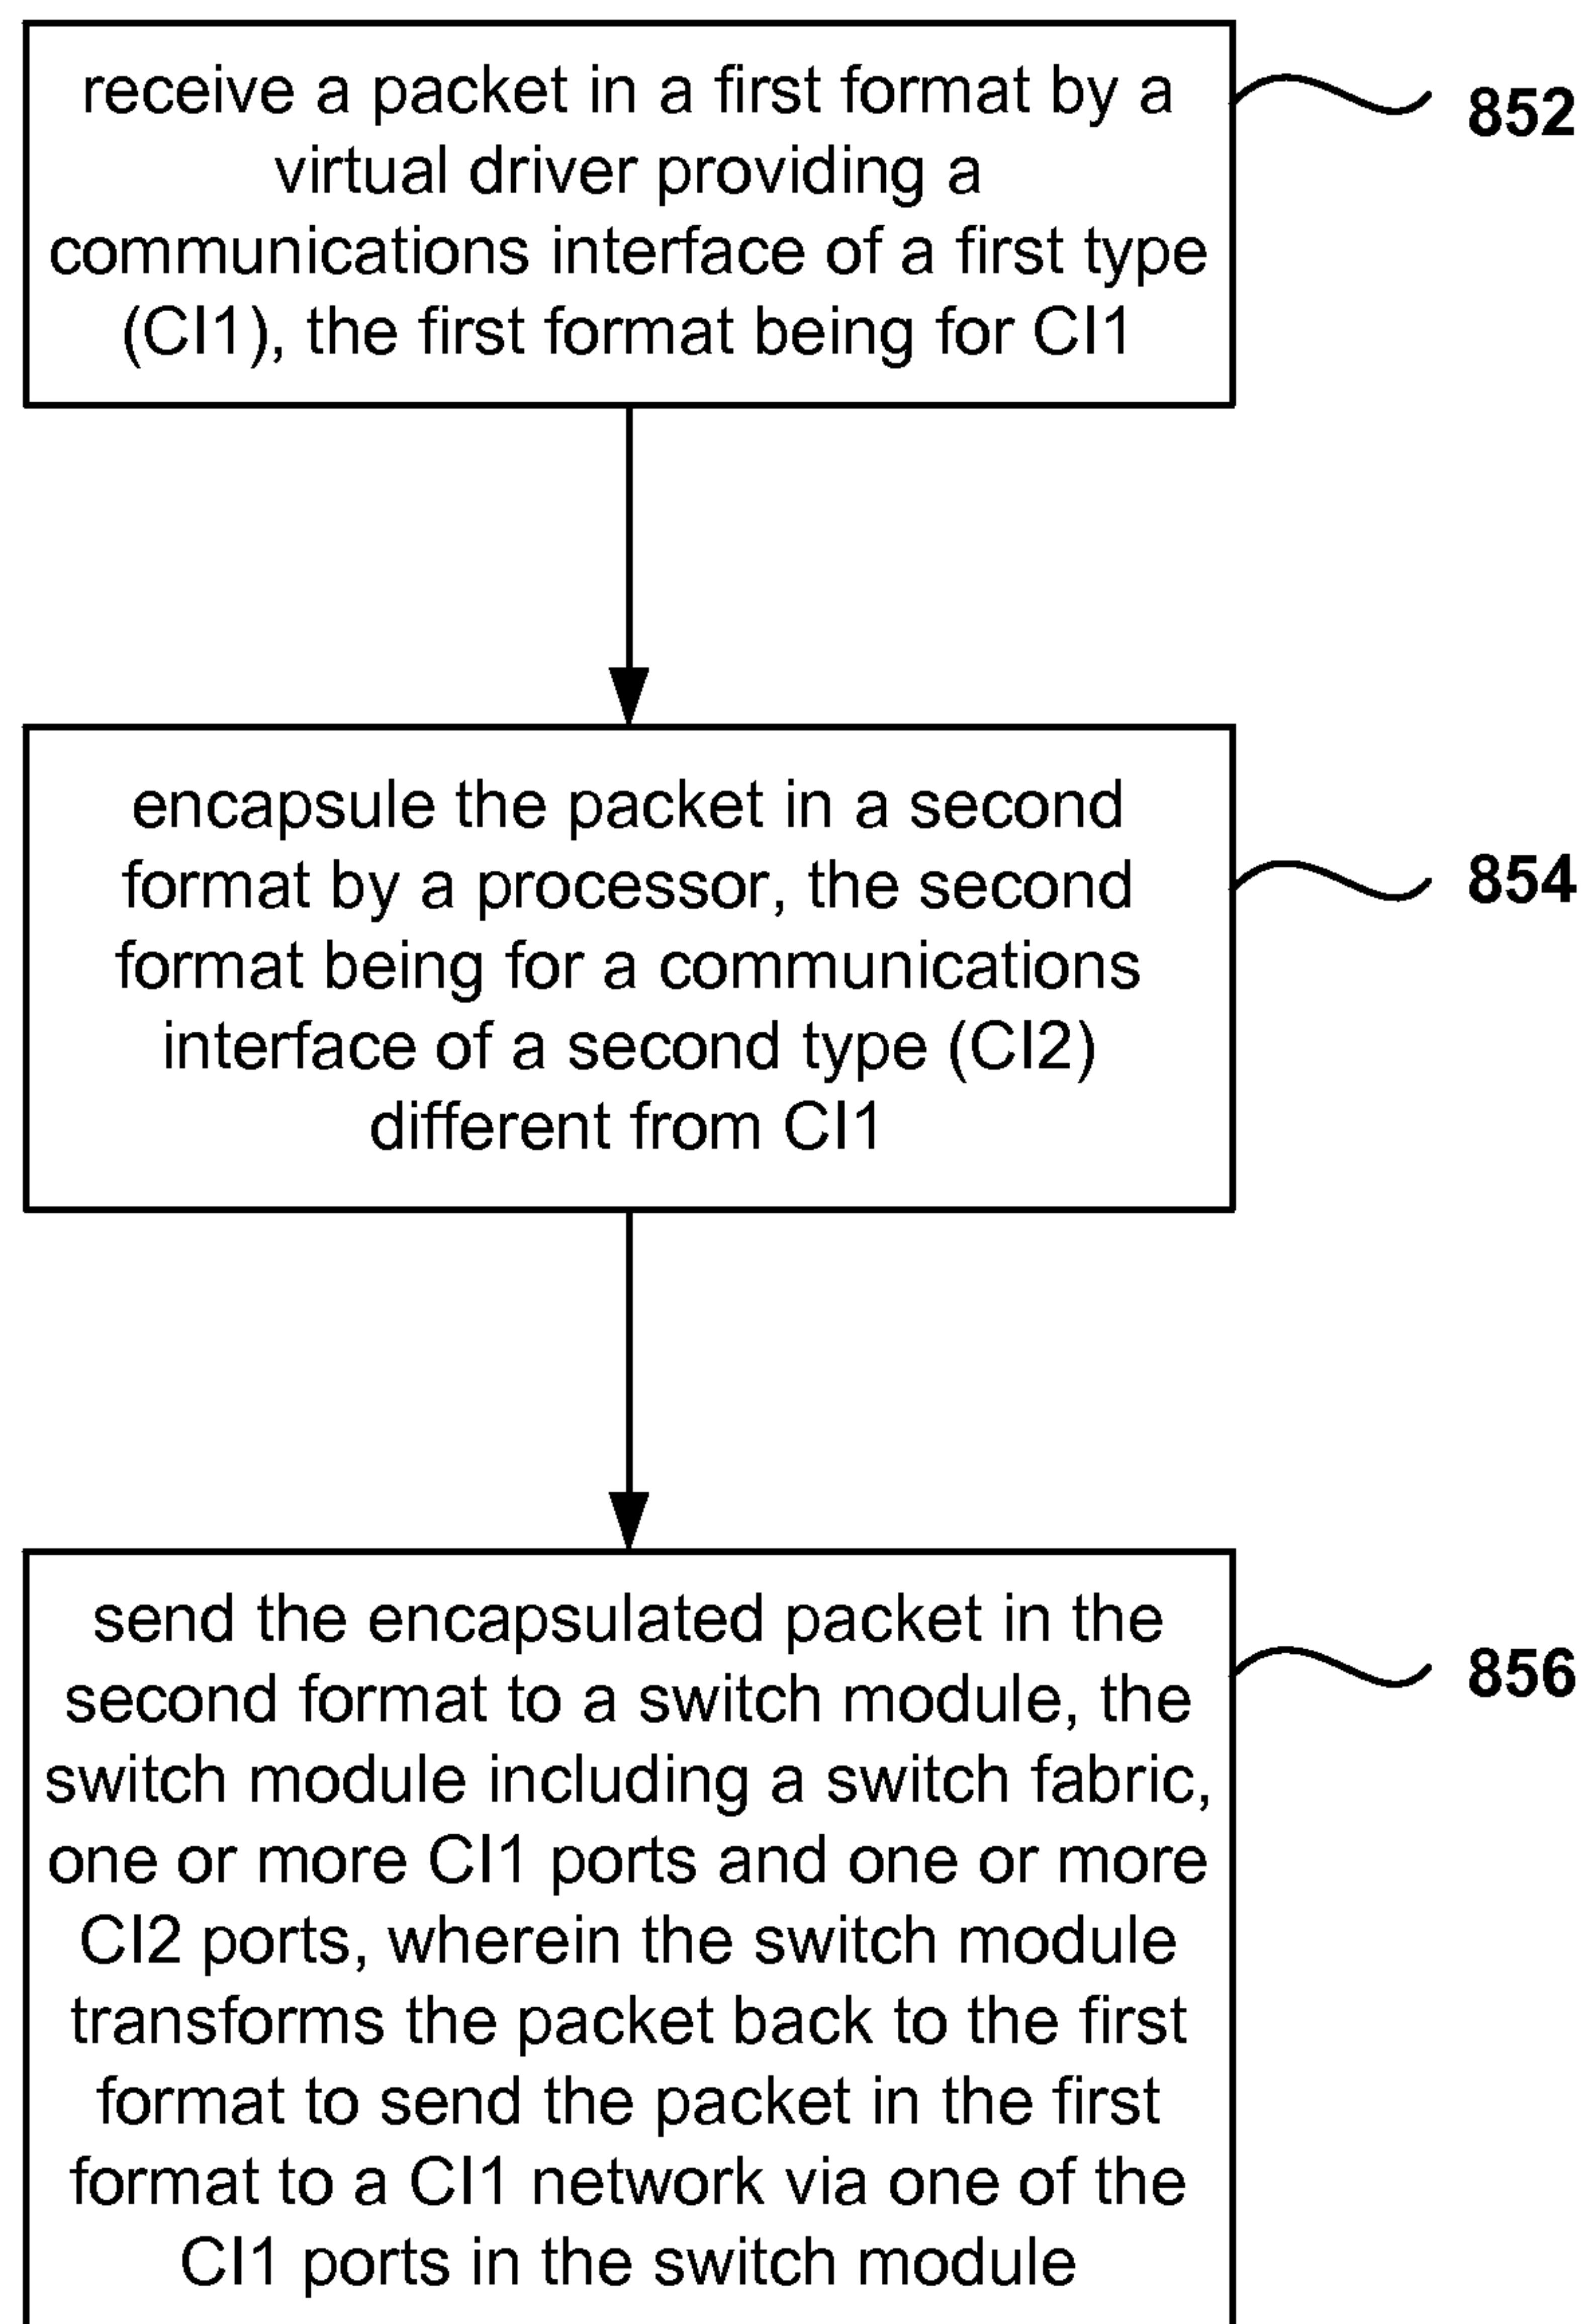 receive a packet in a first format by a
virtual driver providing a
communications interface of a first type
(CI1), the first format being for CI1
852
encapsule the packet in a second
format by a processor, the second
format being for a communications
interface of a second type (CI2)
different from CI1
854
send the encapsulated packet in the
second format to a switch module, the
switch module including a switch fabric,
one or more CI1 ports and one or more
CI2 ports, wherein the switch module
transforms the packet back to the first
format to send the packet in the first
format to a CI1 network via one of the
CI1 ports in the switch module
856